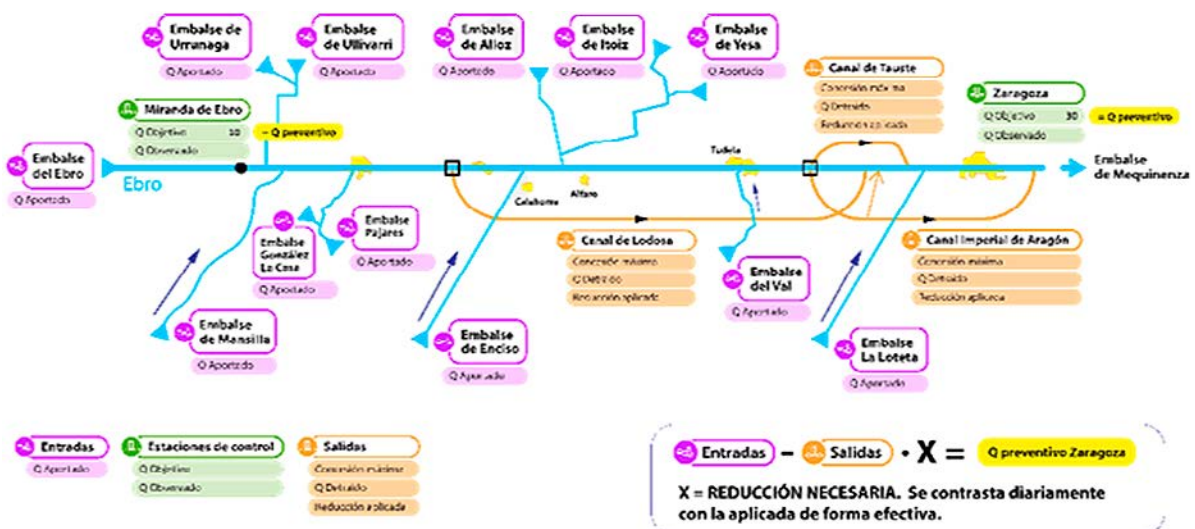 Embalse de
Urrunaga
Q Aportado
Embalse
de Ullivarri
Q Aportado
Embalse
de Alloz
Q Aportado
Embalse
de Itoiz
Q Aportado
Embalse
de Yesa
Q Aportado
Canal de Tauste
Concesión máxima
Q Detraído
Reducción aplicada
Miranda de Ebro
Q Objetivo 10 = Q preventivo
Q Observado
Zaragoza
Q Objetivo 30 = Q preventivo
Q Observado
Embalse
del Ebro
Q Aportado
Ebro
Tudela
Embalse
de Mequinenza
Calahorra
Alfaro
Embalse
González
La Casa
Q Aportado
Embalse
Pajares
Q Aportado
Canal de Lodosa
Concesión máxima
Q Detraído
Reducción aplicada
Canal Imperial de Aragón
Concesión máxima
Q Detraído
Reducción aplicada
Embalse
del Val
Q Aportado
Embalse
de Mansilla
Q Aportado
Embalse
de Enciso
Q Aportado
Embalse
La Loteta
Q Aportado
Entradas
Q Aportado
Estaciones de control
Q Objetivo
Q Observado
Salidas
Concesión máxima
Q Detraído
Reducción aplicada
Entradas – Salidas · X = Q preventivo Zaragoza
X = REDUCCIÓN NECESARIA. Se contrasta diariamente
con la aplicada de forma efectiva.